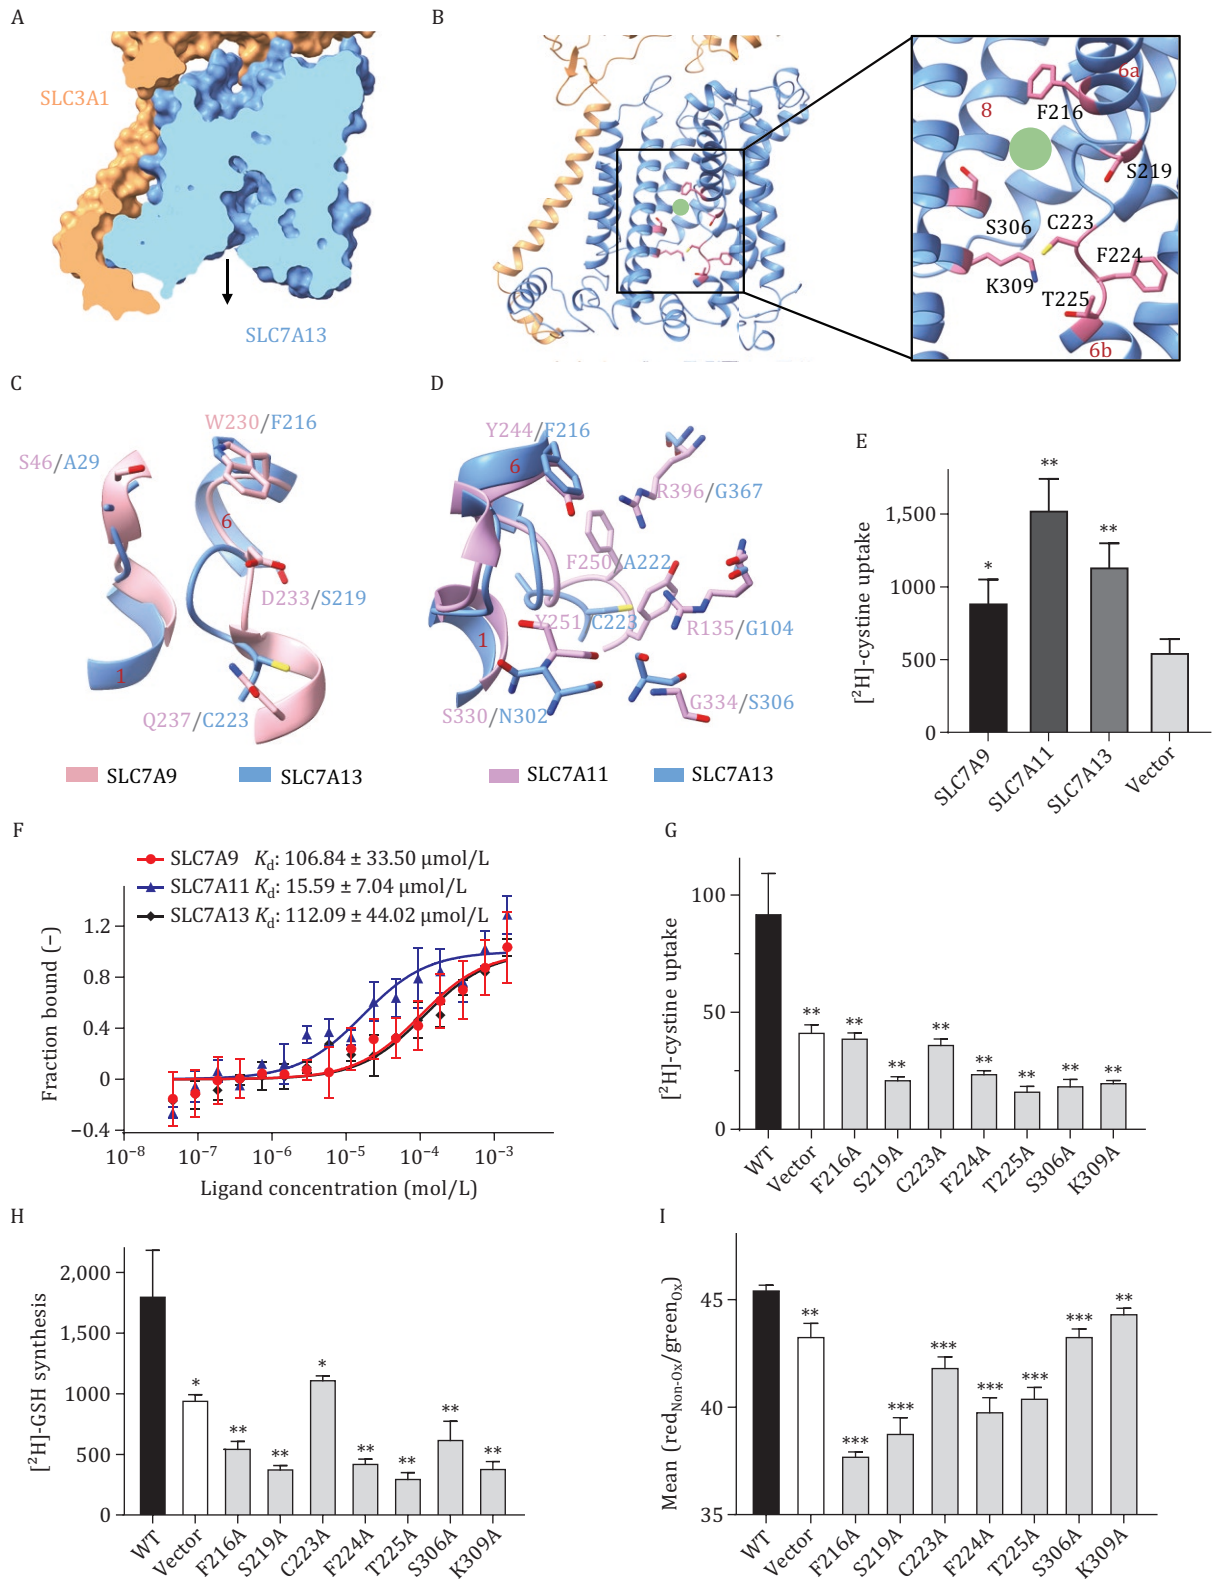 A
SLC3A1
SLC7A13
B
6a
8
F216
S219
S306
C223
F224
K309
T225
6b
C
W230/F216
S46/A29
6
D233/S219
1
Q237/C223
SLC7A9
SLC7A13
D
Y244/F216
6
R396/G367
F250/A222
Y251/C223
R135/G104
1
G334/S306
S330/N302
SLC7A11
SLC7A13
E
[²H]-cystine uptake
1,500
1000
500
0
*
**
**
SLC7A9
SLC7A11
SLC7A13
Vector
F
SLC7A9 Kd: 106.84 ± 33.50 μmol/L
SLC7A11 Kd: 15.59 ± 7.04 μmol/L
SLC7A13 Kd: 112.09 ± 44.02 μmol/L
Fraction bound (−)
1.2
0.8
0.4
0
−0.4
10⁻⁸
10⁻⁷
10⁻⁶
10⁻⁵
10⁻⁴
10⁻³
Ligand concentration (mol/L)
G
[²H]-cystine uptake
100
50
0
**
**
**
**
**
**
**
**
WT
Vector
F216A
S219A
C223A
F224A
T225A
S306A
K309A
H
[²H]-GSH synthesis
2,000
1,500
1000
500
0
*
**
**
*
**
**
**
**
WT
Vector
F216A
S219A
C223A
F224A
T225A
S306A
K309A
I
Mean (redNon-Ox/greenOx)
45
40
35
**
***
***
***
***
***
***
**
WT
Vector
F216A
S219A
C223A
F224A
T225A
S306A
K309A